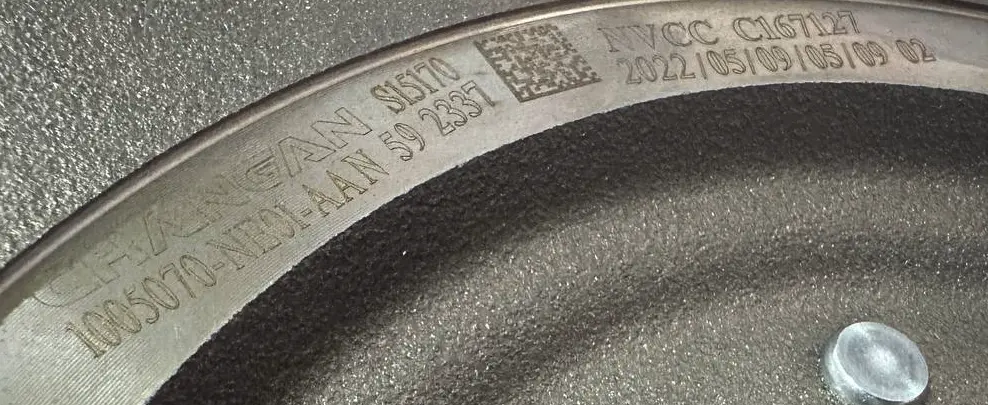 CHANGAN S15170
1005070-NE01-AAN 59 2337
NVCC C167127
2022/05/09/05/09 02